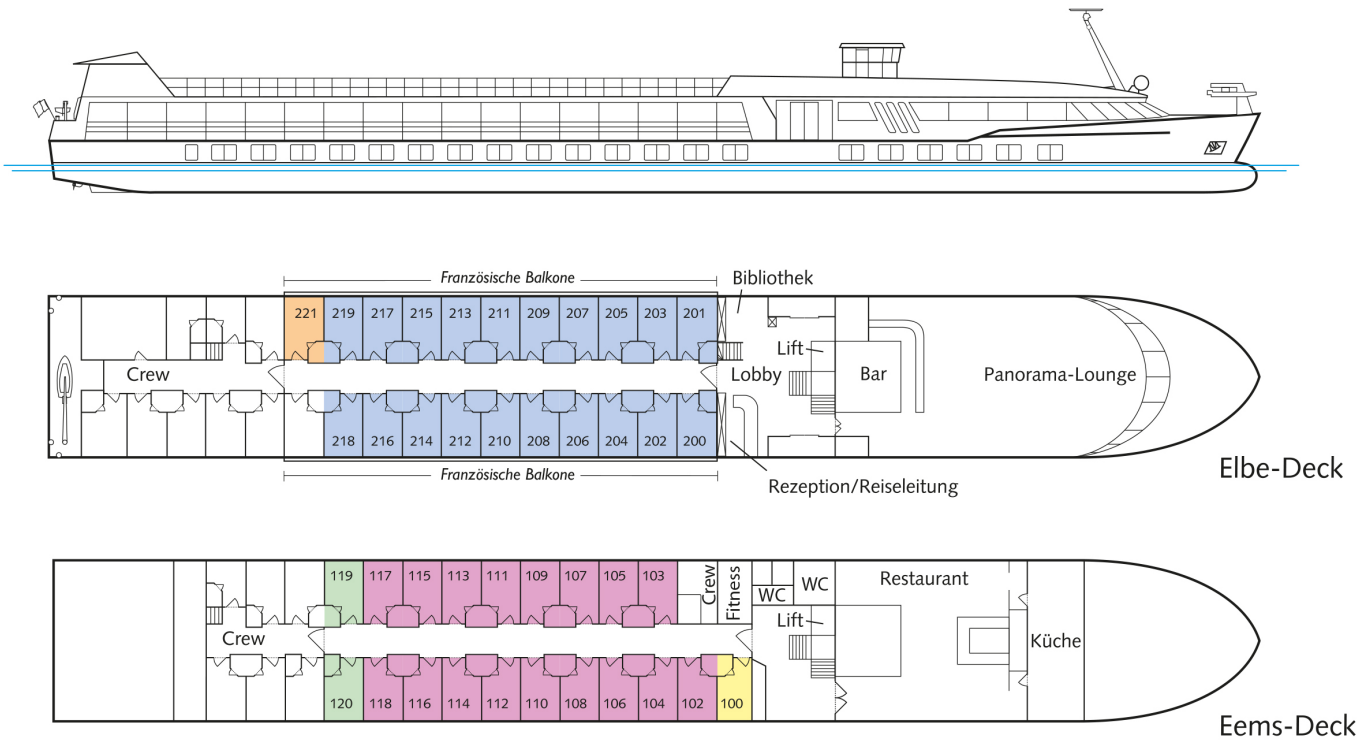 Französische Balkone
Bibliothek
221 219 217 215 213 211 209 207 205 203 201
Lift
Crew
Lobby
Bar
Panorama-Lounge
218 216 214 212 210 208 206 204 202 200
Französische Balkone
Rezeption/Reiseleitung
Elbe-Deck
119 117 115 113 111 109 107 105 103
Crew
Fitness
WC
WC
Restaurant
Lift
Crew
Küche
120 118 116 114 112 110 108 106 104 102 100
Eems-Deck